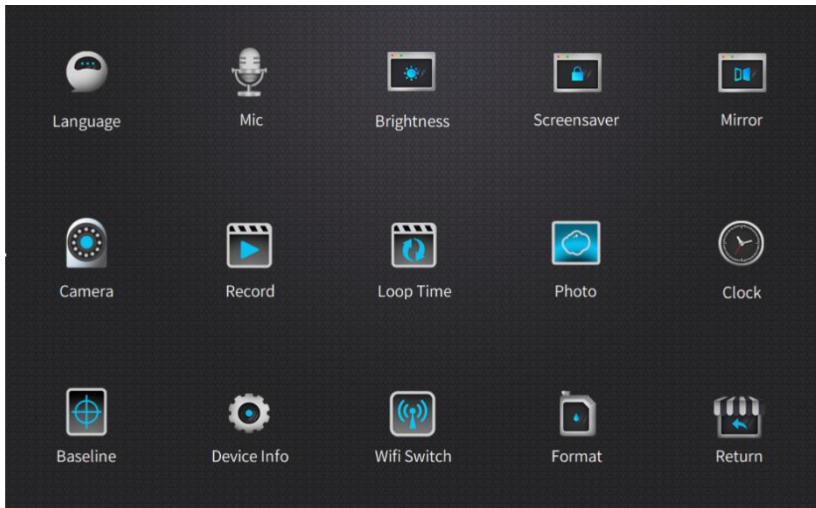 Language
Mic
Brightness
Screensaver
Mirror
Camera
Record
Loop Time
Photo
Clock
Baseline
Device Info
Wifi Switch
Format
Return